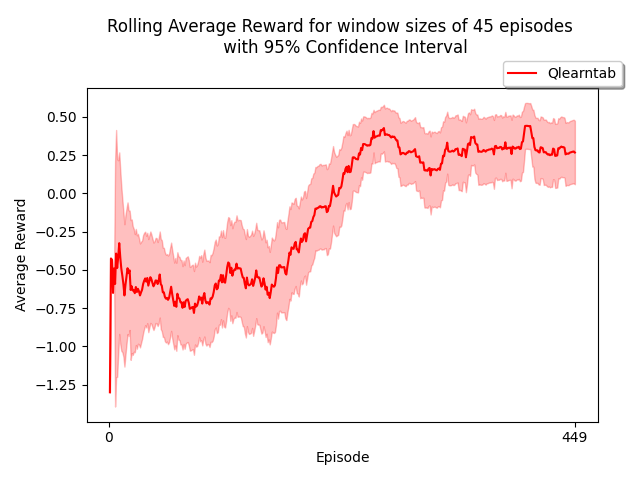 Rolling Average Reward for window sizes of 45 episodes
with 95% Confidence Interval
Qlearntab
0.50
0.25
0.00
−0.25
−0.50
−0.75
−1.00
−1.25
Average Reward
0 449
Episode